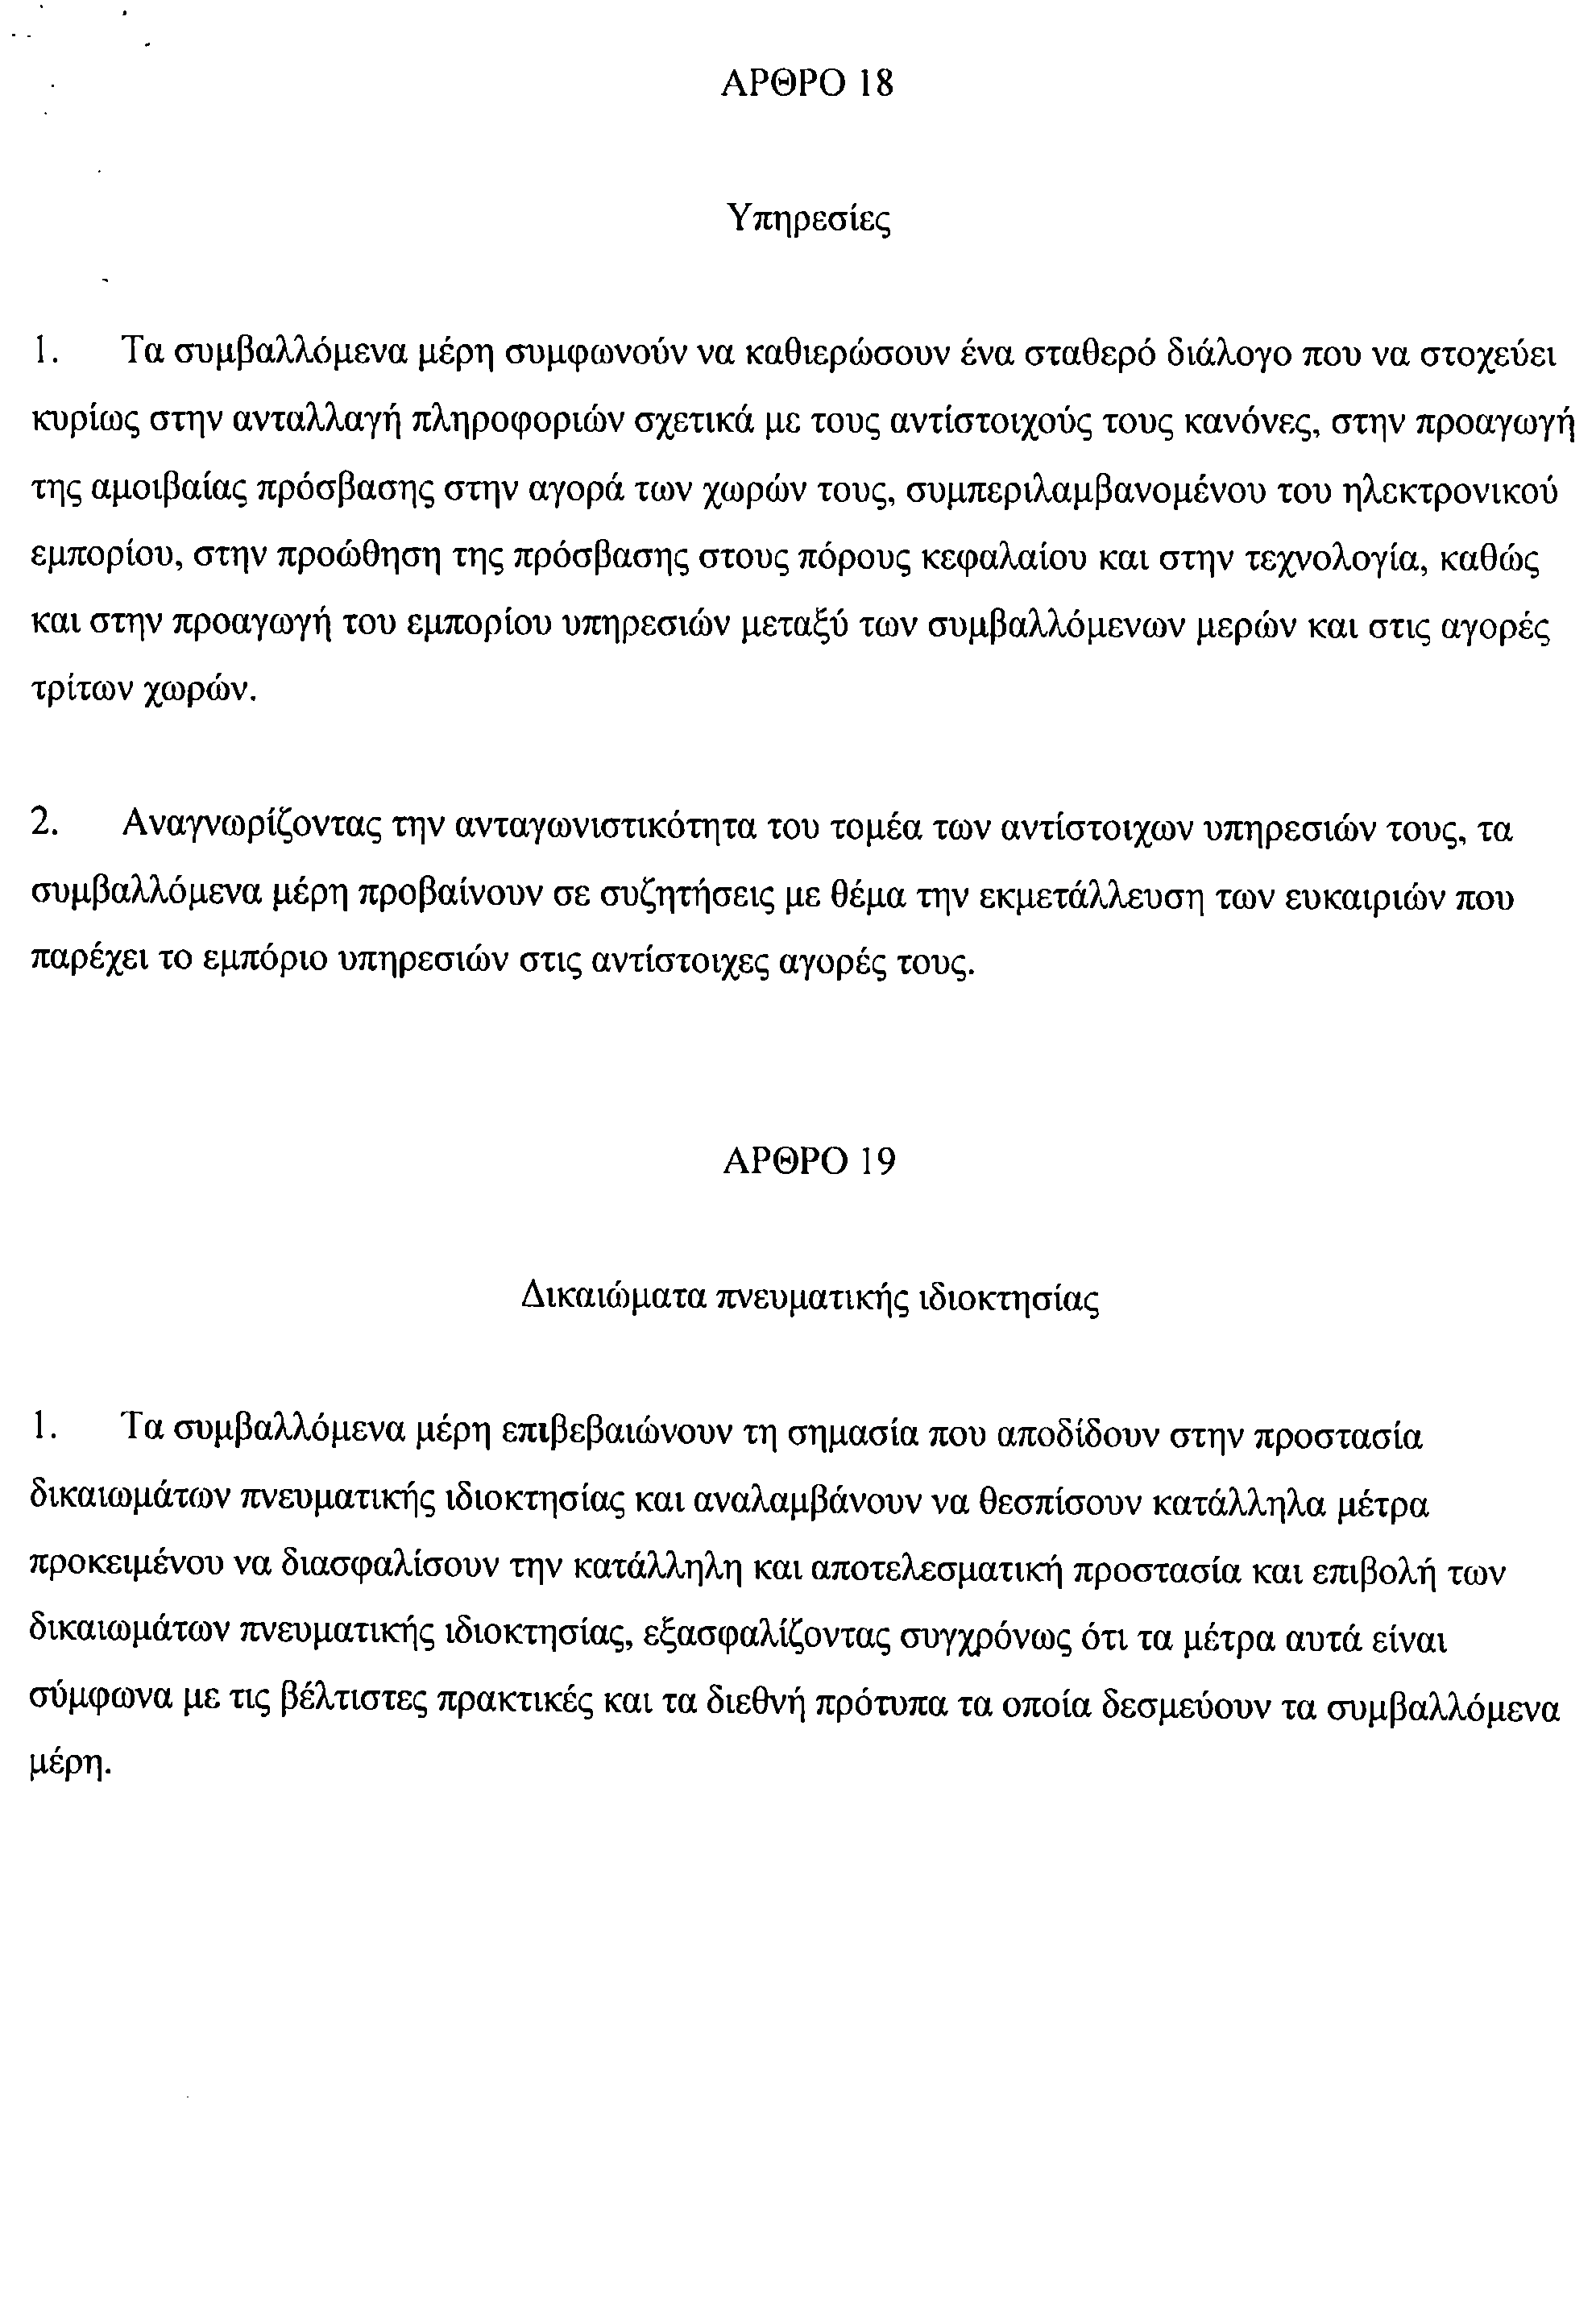 ΑΡΘΡΟ 18
Υπηρεσίες
1. Τα συμβαλλόμενα μέρη συμφωνούν να καθιερώσουν ένα σταθερό διάλογο που να στοχεύει
κυρίως στην ανταλλαγή πληροφοριών σχετικά με τους αντίστοιχούς τους κανόνες, στην προαγωγή
της αμοιβαίας πρόσβασης στην αγορά των χωρών τους, συμπεριλαμβανομένου του ηλεκτρονικού
εμπορίου, στην προώθηση της πρόσβασης στους πόρους κεφαλαίου και στην τεχνολογία, καθώς
και στην προαγωγή του εμπορίου υπηρεσιών μεταξύ των συμβαλλόμενων μερών και στις αγορές
τρίτων χωρών.
2. Αναγνωρίζοντας την ανταγωνιστικότητα του τομέα των αντίστοιχων υπηρεσιών τους, τα
συμβαλλόμενα μέρη προβαίνουν σε συζητήσεις με θέμα την εκμετάλλευση των ευκαιριών που
παρέχει το εμπόριο υπηρεσιών στις αντίστοιχες αγορές τους.
ΑΡΘΡΟ 19
Δικαιώματα πνευματικής ιδιοκτησίας
1. Τα συμβαλλόμενα μέρη επιβεβαιώνουν τη σημασία που αποδίδουν στην προστασία
δικαιωμάτων πνευματικής ιδιοκτησίας και αναλαμβάνουν να θεσπίσουν κατάλληλα μέτρα
προκειμένου να διασφαλίσουν την κατάλληλη και αποτελεσματική προστασία και επιβολή των
δικαιωμάτων πνευματικής ιδιοκτησίας, εξασφαλίζοντας συγχρόνως ότι τα μέτρα αυτά είναι
σύμφωνα με τις βέλτιστες πρακτικές και τα διεθνή πρότυπα τα οποία δεσμεύουν τα συμβαλλόμενα
μέρη.